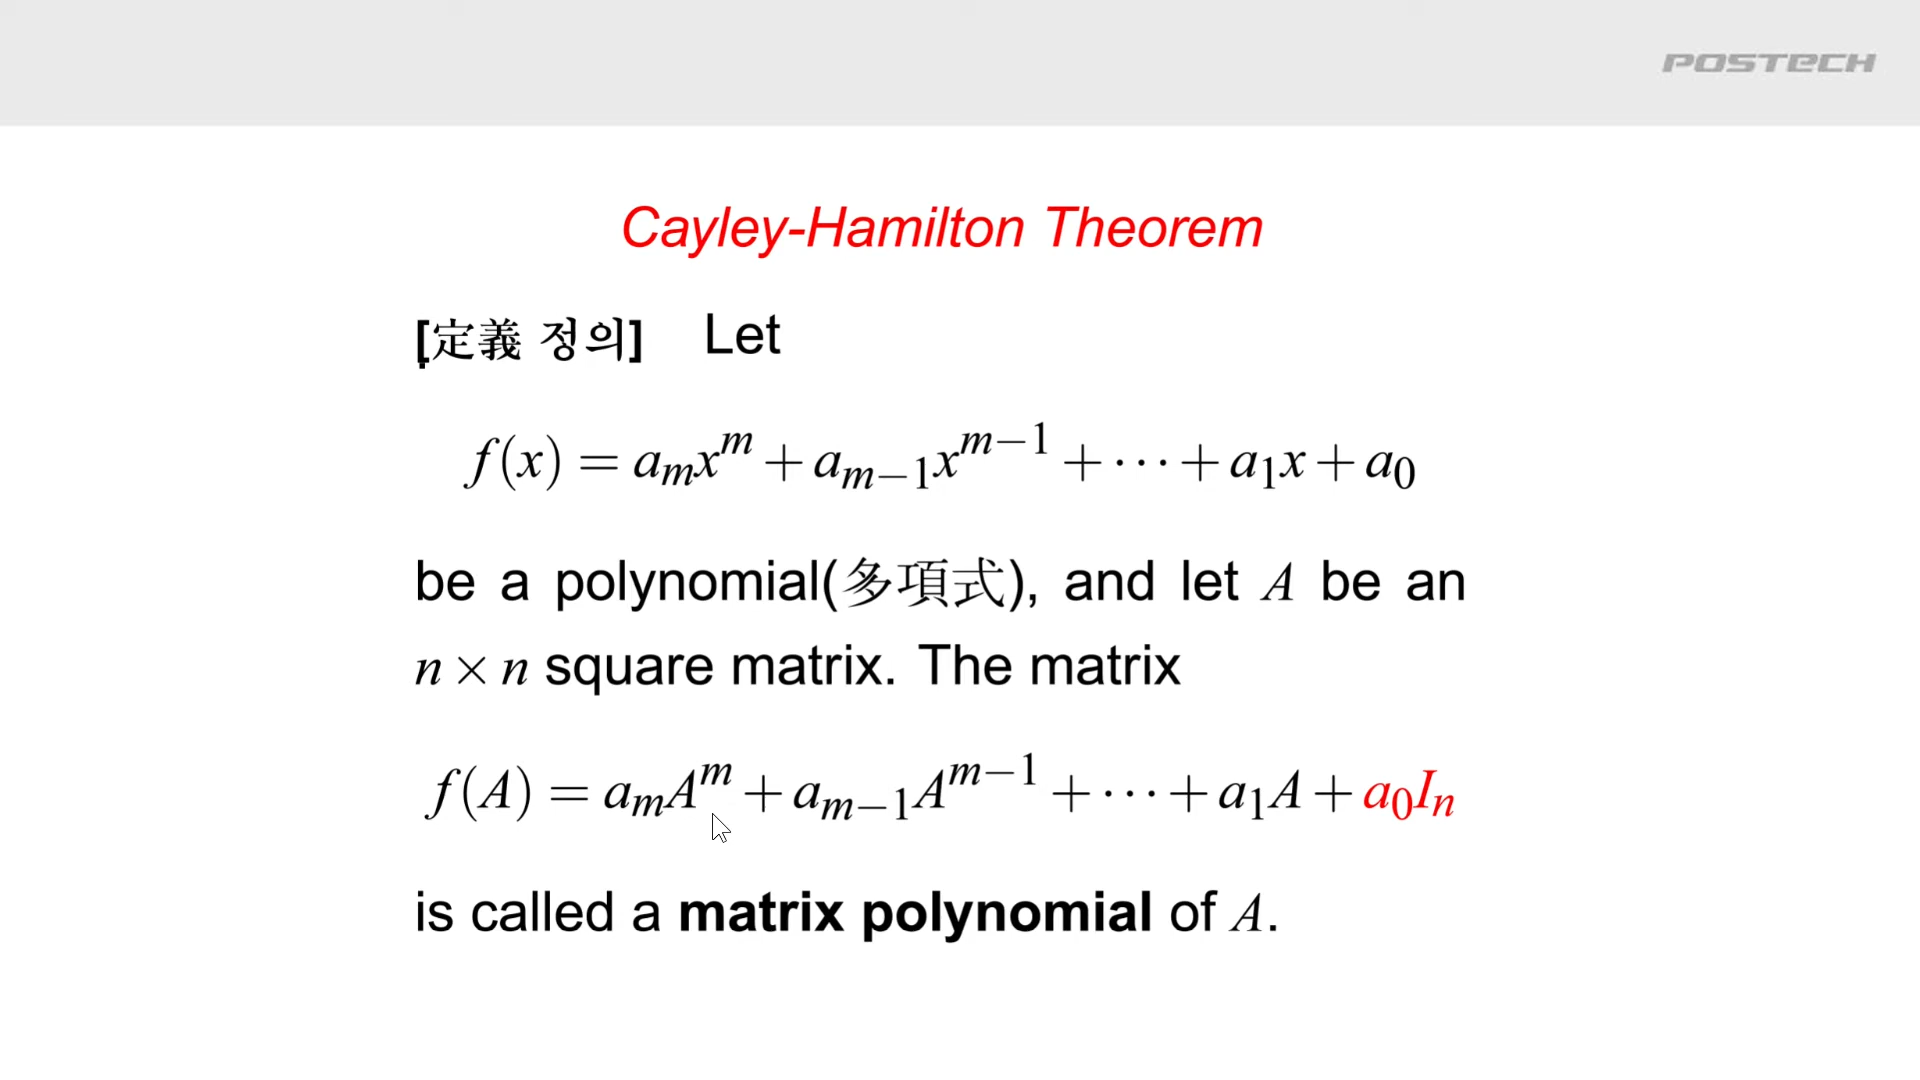 POSTECH
Cayley-Hamilton Theorem
[定義 정의] Let
f(x) = a_m x^m + a_{m-1} x^{m-1} + ⋯ + a_1 x + a_0
be a polynomial(多項式), and let A be an
n × n square matrix. The matrix
f(A) = a_m A^m + a_{m-1} A^{m-1} + ⋯ + a_1 A + a_0 I_n
is called a matrix polynomial of A.